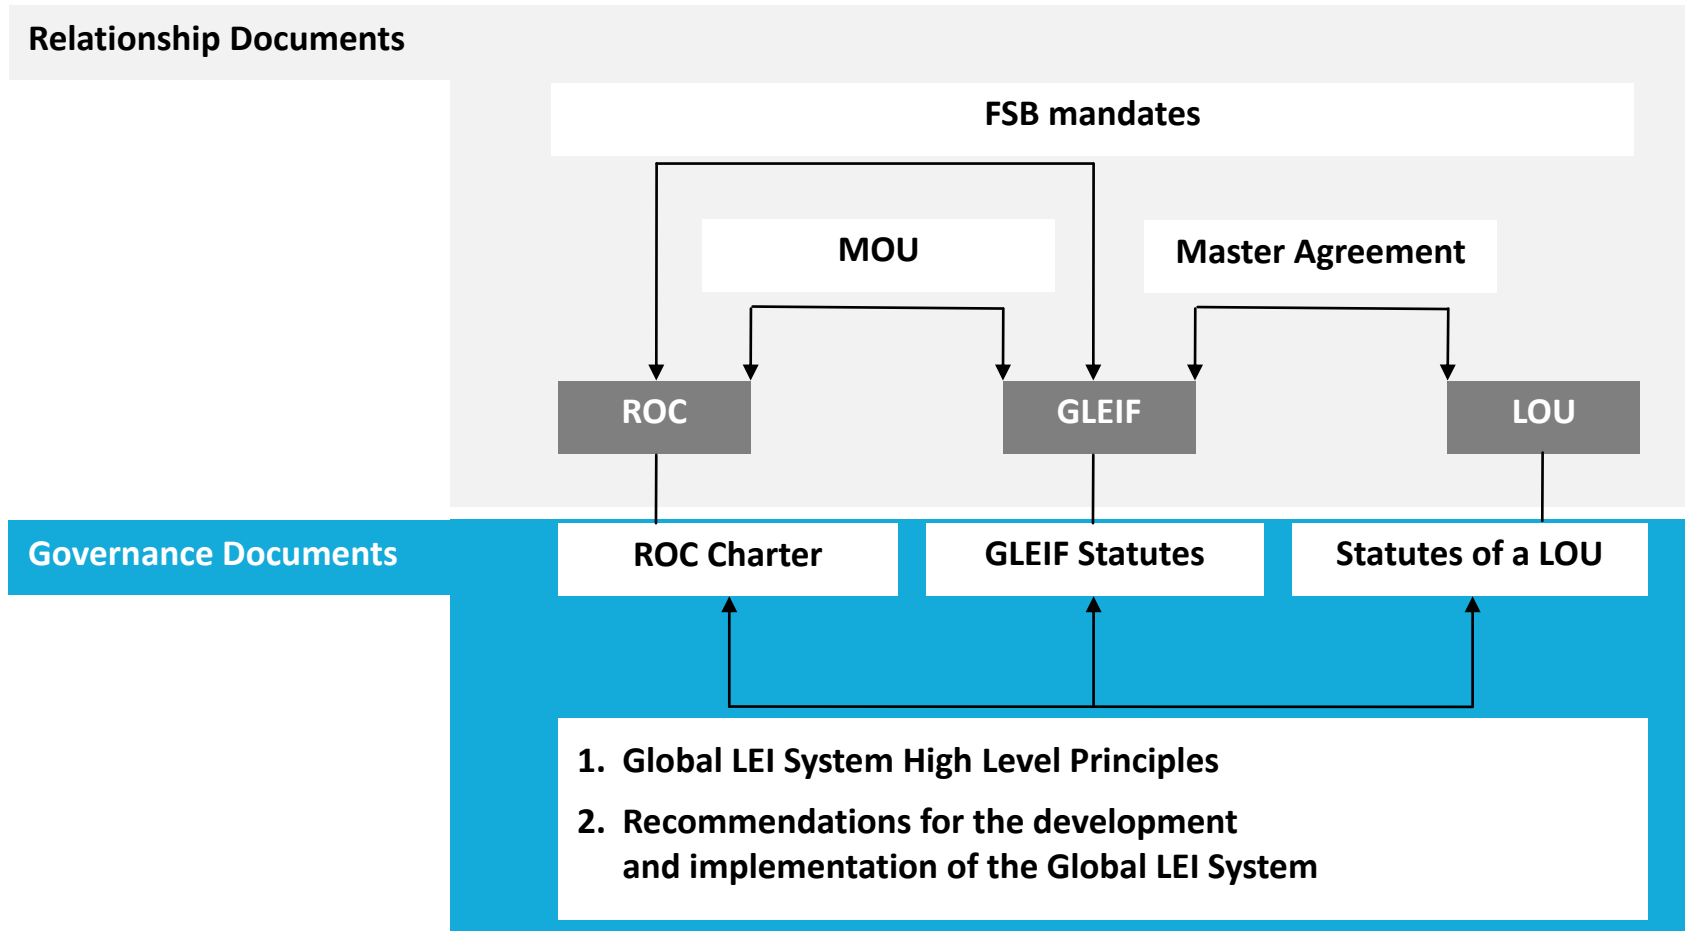 Relationship Documents
FSB mandates
MOU
Master Agreement
ROC
GLEIF
LOU
Governance Documents
ROC Charter
GLEIF Statutes
Statutes of a LOU
1. Global LEI System High Level Principles
2. Recommendations for the development
and implementation of the Global LEI System